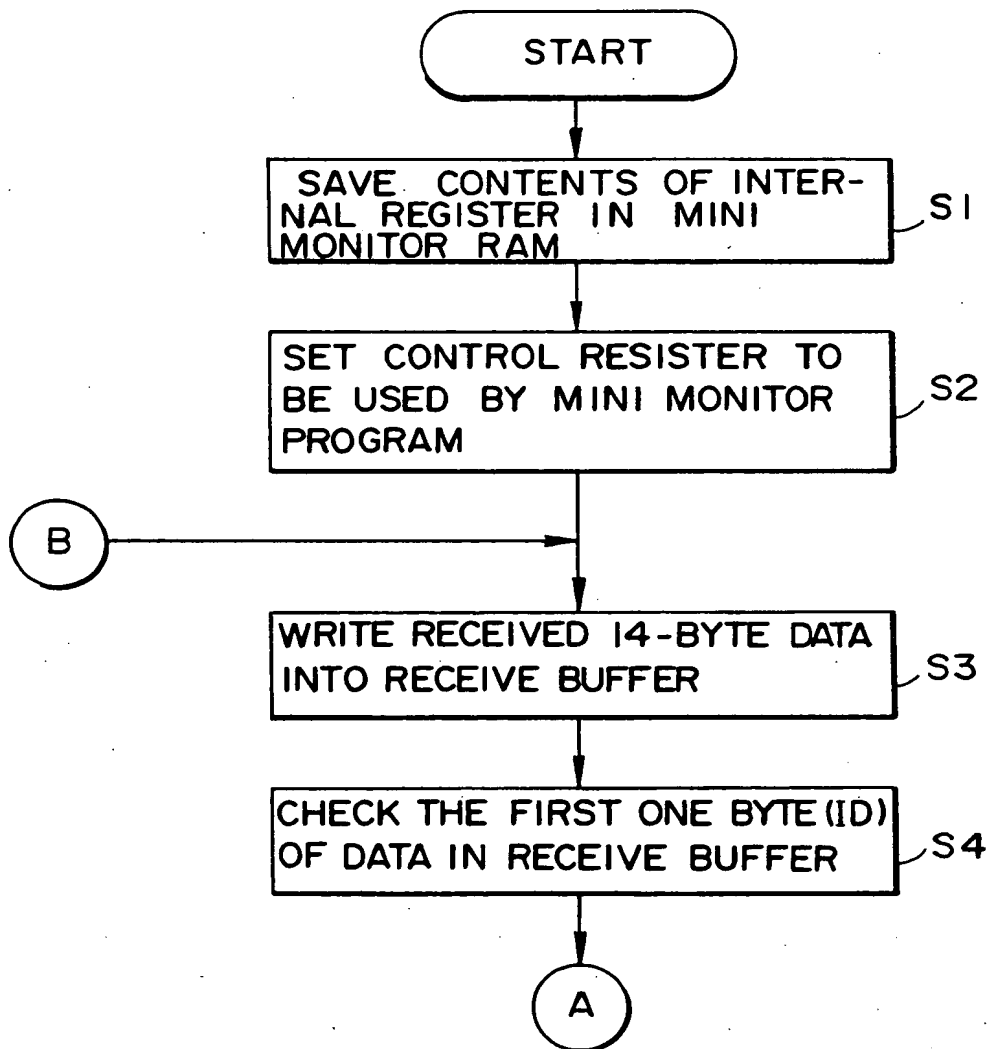 START
SAVE CONTENTS OF INTER-
NAL REGISTER IN MINI
MONITOR RAM
S1
SET CONTROL RESISTER TO
BE USED BY MINI MONITOR
PROGRAM
S2
B
WRITE RECEIVED 14-BYTE DATA
INTO RECEIVE BUFFER
S3
CHECK THE FIRST ONE BYTE (ID)
OF DATA IN RECEIVE BUFFER
S4
A